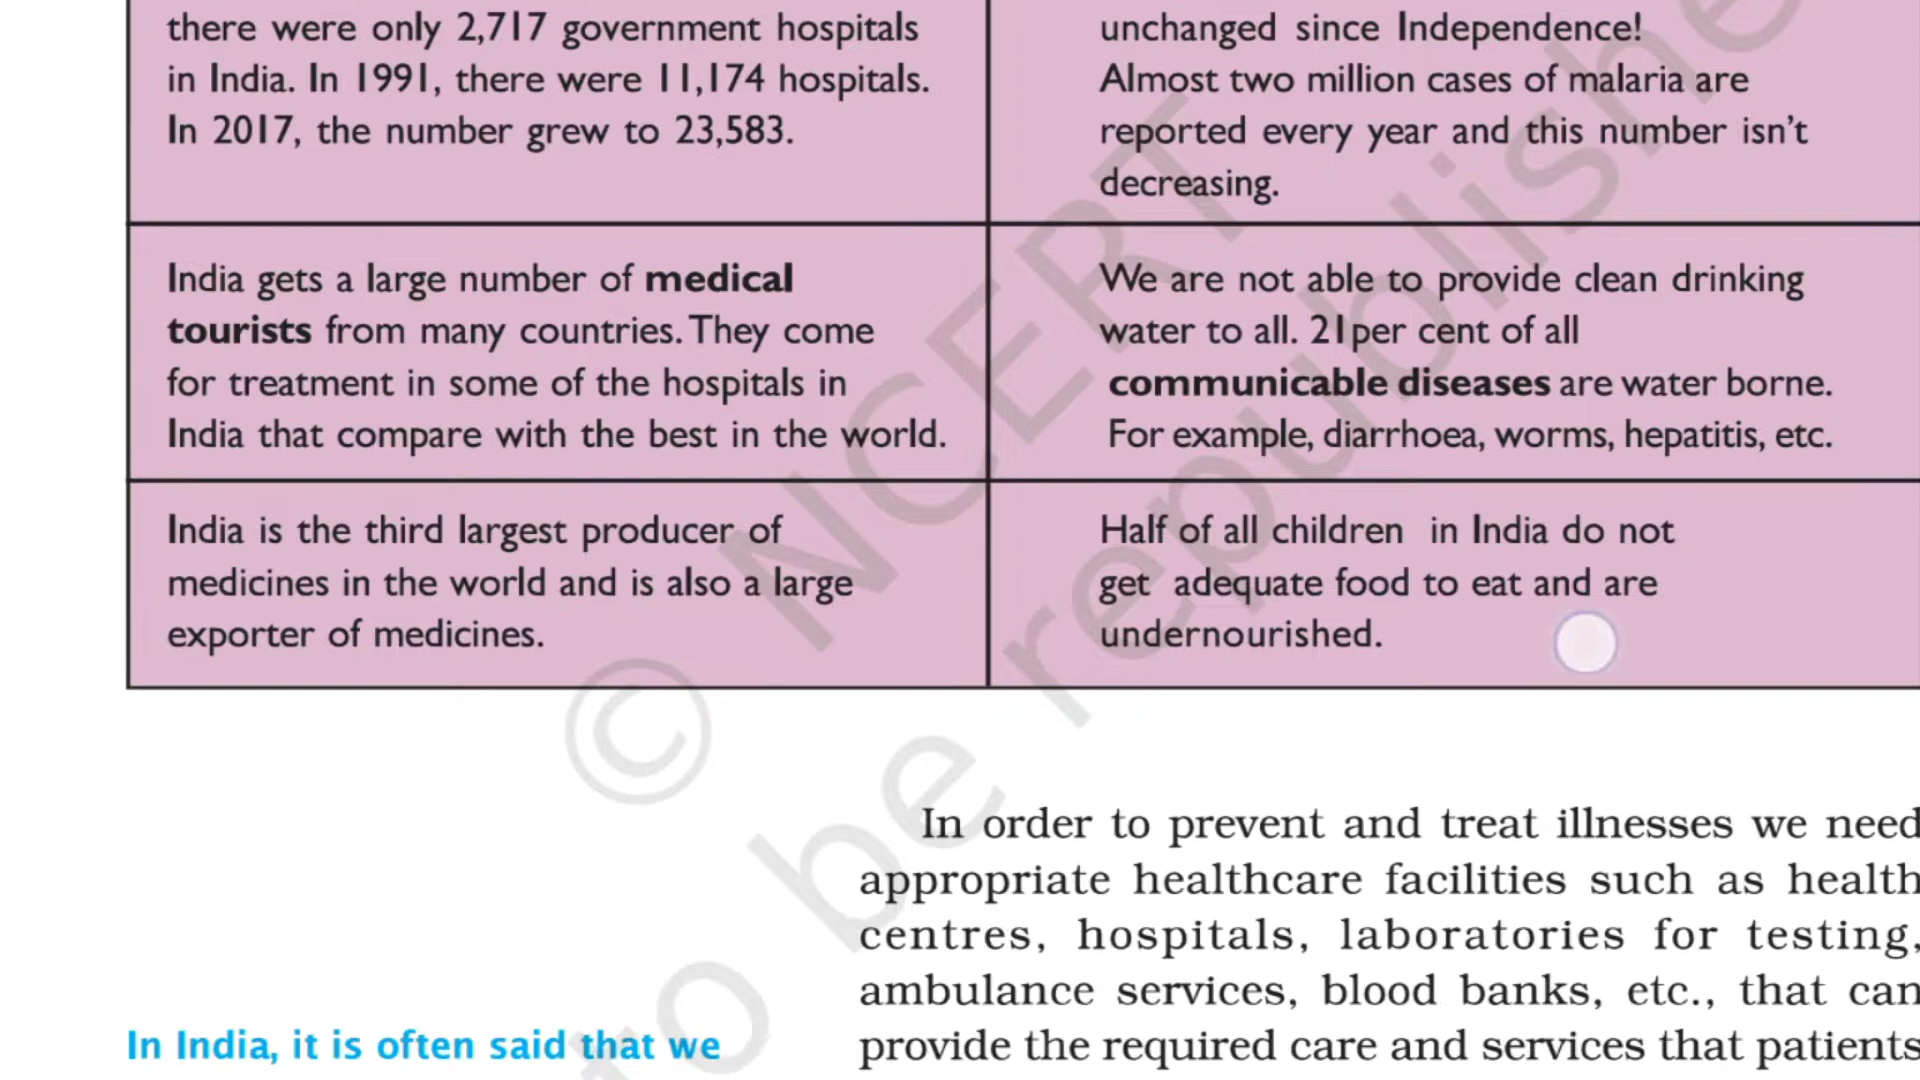 there were only 2,717 government hospitals
in India. In 1991, there were 11,174 hospitals.
In 2017, the number grew to 23,583.
unchanged since Independence!
Almost two million cases of malaria are
reported every year and this number isn't
decreasing.
India gets a large number of medical
tourists from many countries. They come
for treatment in some of the hospitals in
India that compare with the best in the world.
We are not able to provide clean drinking
water to all. 21per cent of all
communicable diseases are water borne.
For example, diarrhoea, worms, hepatitis, etc.
India is the third largest producer of
medicines in the world and is also a large
exporter of medicines.
Half of all children in India do not
get adequate food to eat and are
undernourished.
In order to prevent and treat illnesses we need
appropriate healthcare facilities such as health
centres, hospitals, laboratories for testing,
ambulance services, blood banks, etc., that can
provide the required care and services that patients
In India, it is often said that we
© NCERT
to be republishe